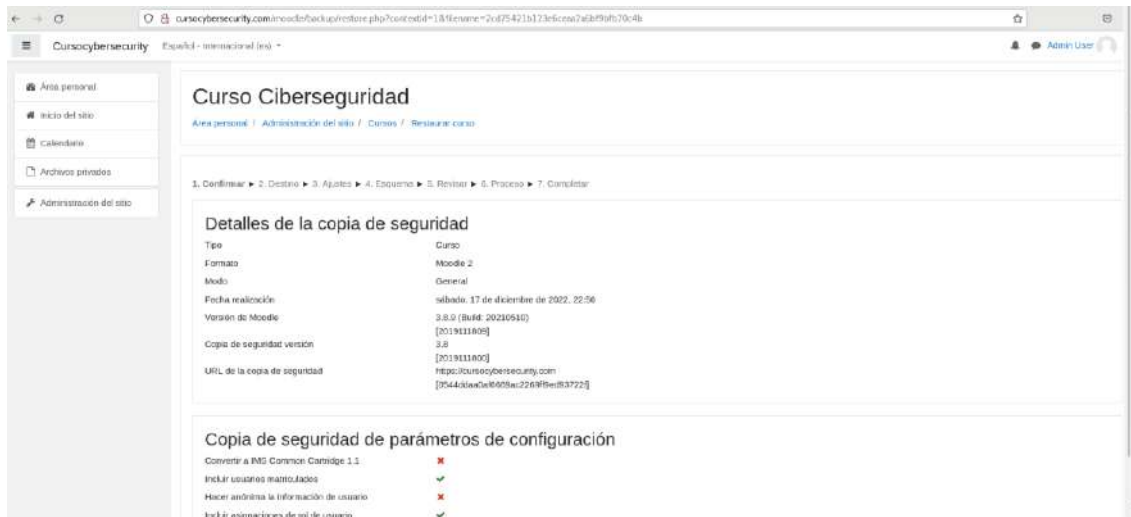 cursocybersecurity.com/moodle/backup/restore.php?contextid=1&filename=
Cursocybersecurity Español - Internacional (es)
Admin User
Área personal
Inicio del sitio
Calendario
Archivos privados
Administración del sitio
Curso Ciberseguridad
Área personal / Administración del sitio / Cursos / Restaurar curso
1. Confirmar ► 2. Destino ► 3. Ajustes ► 4. Esquema ► 5. Revisar ► 6. Proceso ► 7. Completar
Detalles de la copia de seguridad
Tipo Curso
Formato Moodle 2
Modo General
Fecha realización sábado, 17 de diciembre de 2022, 22:56
Versión de Moodle 3.8.9 (Build: 20210510)
[2019111809]
Copia de seguridad versión 3.8
[2019111800]
URL de la copia de seguridad https://cursocybersecurity.com
Copia de seguridad de parámetros de configuración
Convertir a IMS Common Cartridge 1.1
Incluir usuarios matriculados
Hacer anónima la información de usuario
Incluir asignaciones de rol de usuario